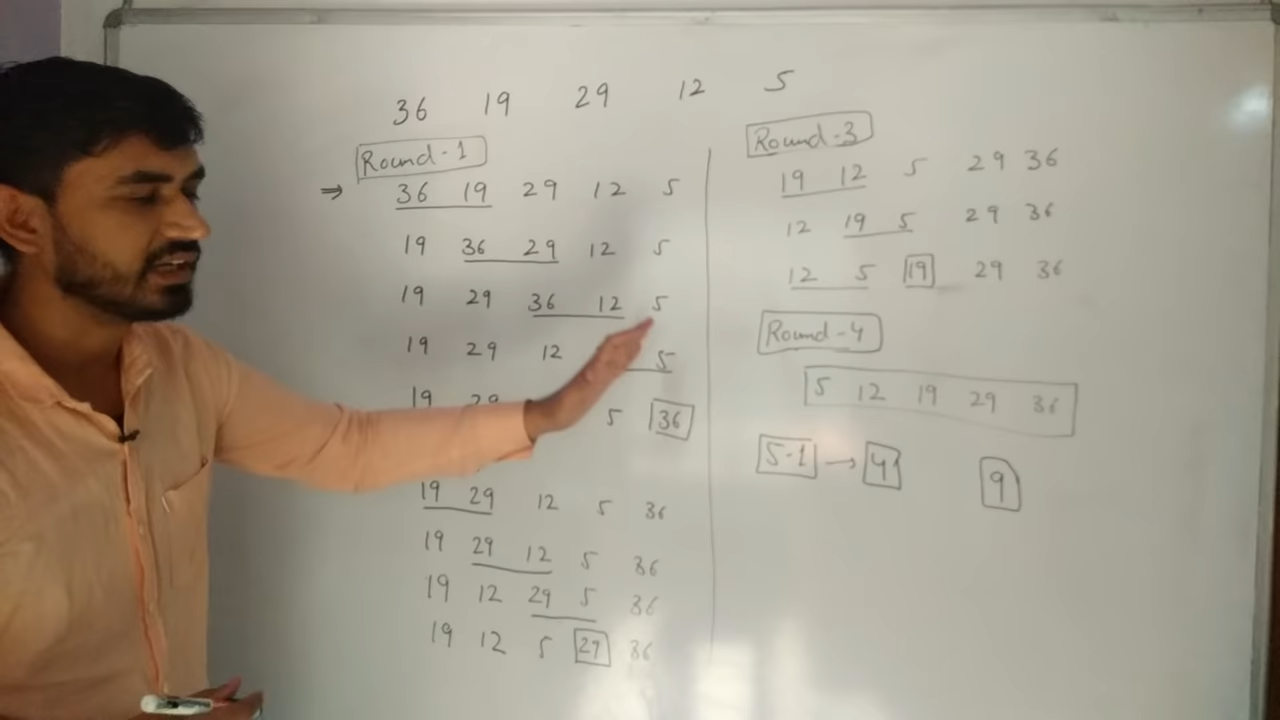 36 19 29 12 5
Round-1
⇒ 36 19 29 12 5
19 36 29 12 5
19 29 36 12 5
19 29 12 5
19 29 5 36
19 29 12 5 36
19 29 12 5 36
19 12 29 5 36
19 12 5 29 36
Round-3
19 12 5 29 36
12 19 5 29 36
12 5 19 29 36
Round-4
5 12 19 29 36
5-1 → 4 9